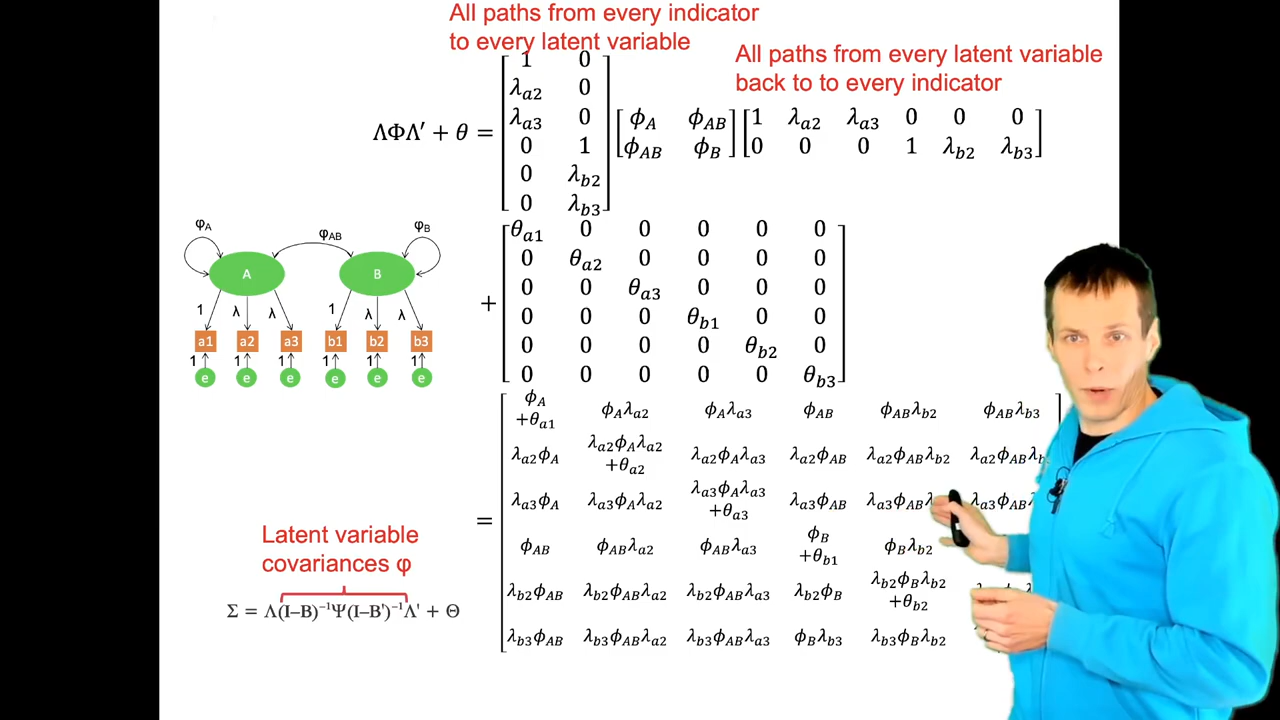 All paths from every indicator
to every latent variable
All paths from every latent variable
back to to every indicator
ΛΦΛ′ + θ =
1 0
λa2 0
λa3 0
0 1
0 λb2
0 λb3
ϕA ϕAB
ϕAB ϕB
1 λa2 λa3 0 0 0
0 0 0 1 λb2 λb3
+
θa1 0 0 0 0 0
0 θa2 0 0 0 0
0 0 θa3 0 0 0
0 0 0 θb1 0 0
0 0 0 0 θb2 0
0 0 0 0 0 θb3
φA φAB φB
A B
1 λ λ 1 λ λ
a1 a2 a3 b1 b2 b3
1 1 1 1 1 1
e e e e e e
=
ϕA+θa1 ϕAλa2 ϕAλa3 ϕAB ϕABλb2 ϕABλb3
λa2ϕA λa2ϕAλa2+θa2 λa2ϕAλa3 λa2ϕAB λa2ϕABλb2 λa2ϕABλb
λa3ϕA λa3ϕAλa2 λa3ϕAλa3+θa3 λa3ϕAB λa3ϕABλ λa3ϕABλ
ϕAB ϕABλa2 ϕABλa3 ϕB+θb1 ϕBλb2
λb2ϕAB λb2ϕABλa2 λb2ϕABλa3 λb2ϕB λb2ϕBλb2+θb2
λb3ϕAB λb3ϕABλa2 λb3ϕABλa3 ϕBλb3 λb3ϕBλb2
Latent variable
covariances φ
Σ = Λ(I–B)⁻¹Ψ(I–B′)⁻¹Λ' + Θ